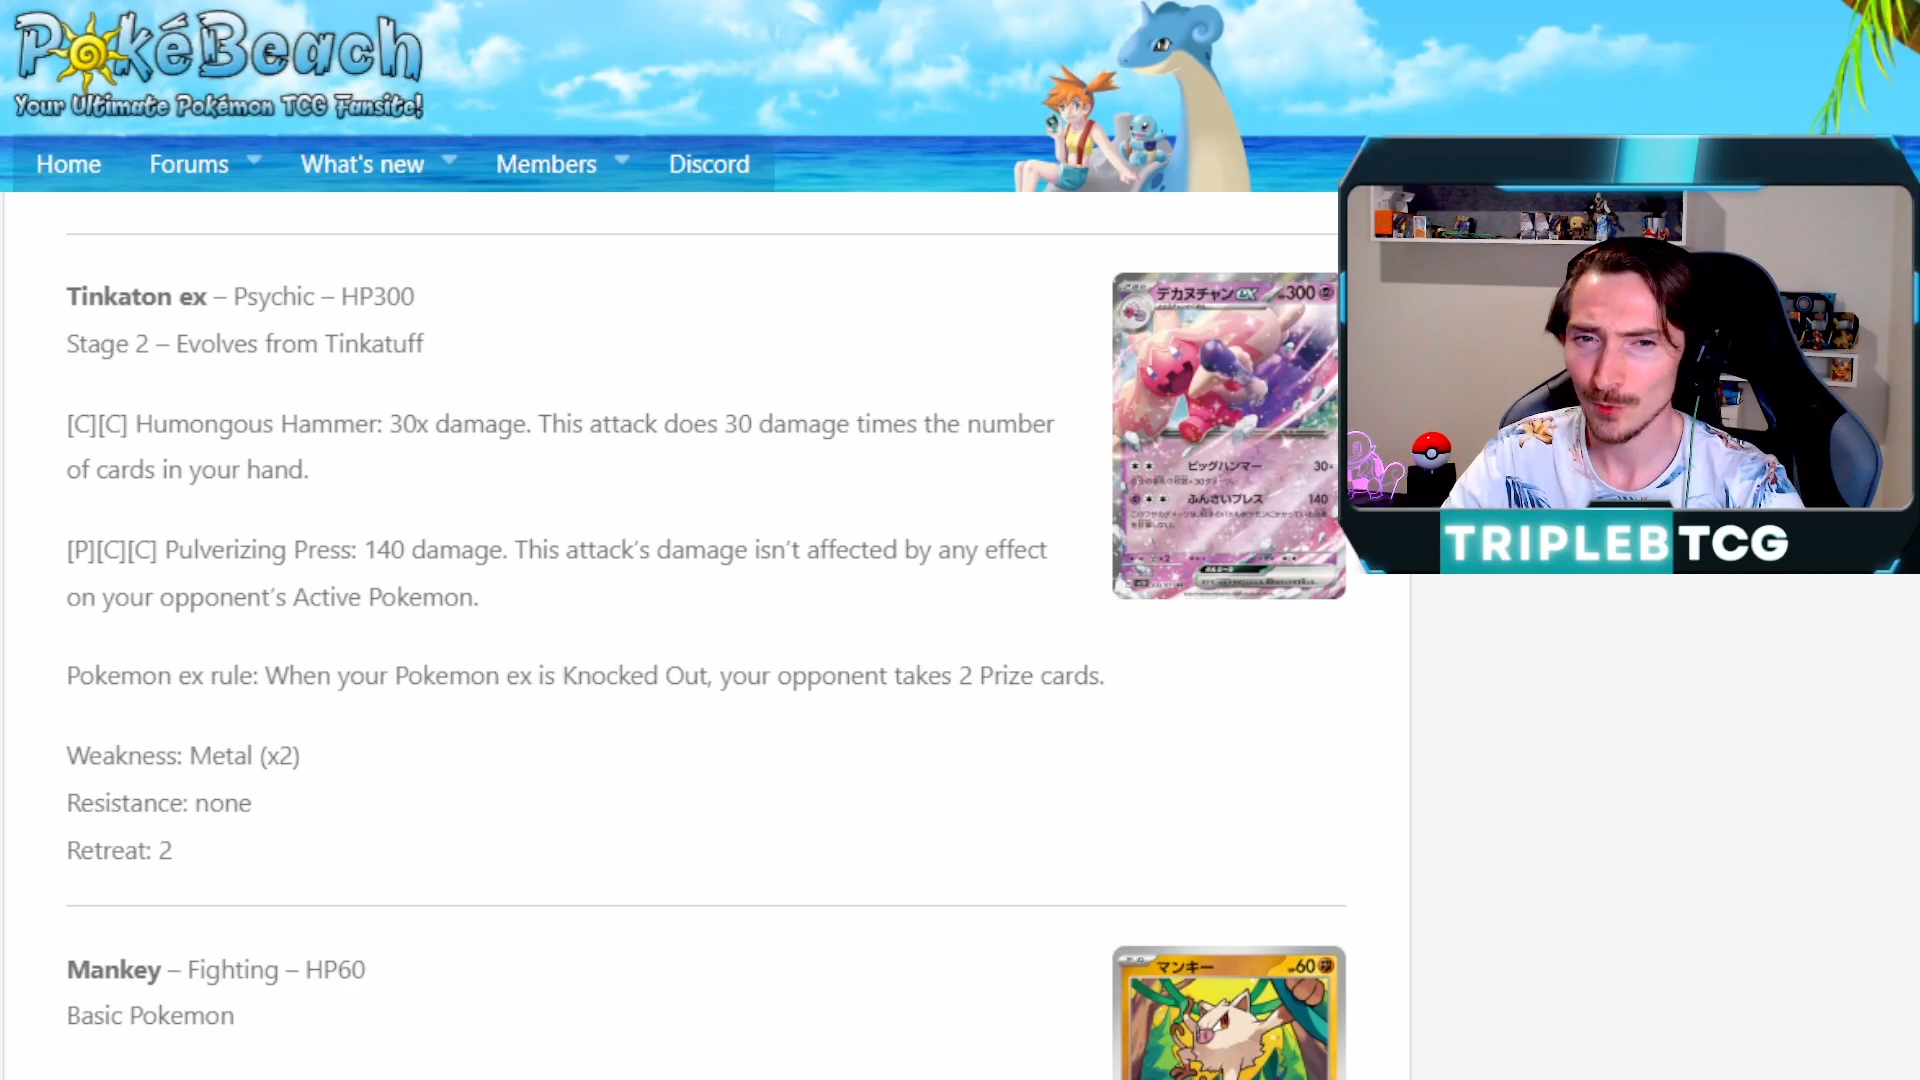 PokéBeach
Your Ultimate Pokémon TCG Fansite!
Home
Forums
What's new
Members
Discord
Tinkaton ex – Psychic – HP300
Stage 2 – Evolves from Tinkatuff
[C][C] Humongous Hammer: 30x damage. This attack does 30 damage times the number
of cards in your hand.
[P][C][C] Pulverizing Press: 140 damage. This attack's damage isn't affected by any effect
on your opponent's Active Pokemon.
Pokemon ex rule: When your Pokemon ex is Knocked Out, your opponent takes 2 Prize cards.
Weakness: Metal (x2)
Resistance: none
Retreat: 2
デカヌチャンex 300
ビッグハンマー 30×
ふんさいプレス 140
TRIPLEB TCG
Mankey – Fighting – HP60
Basic Pokemon
マンキー 60